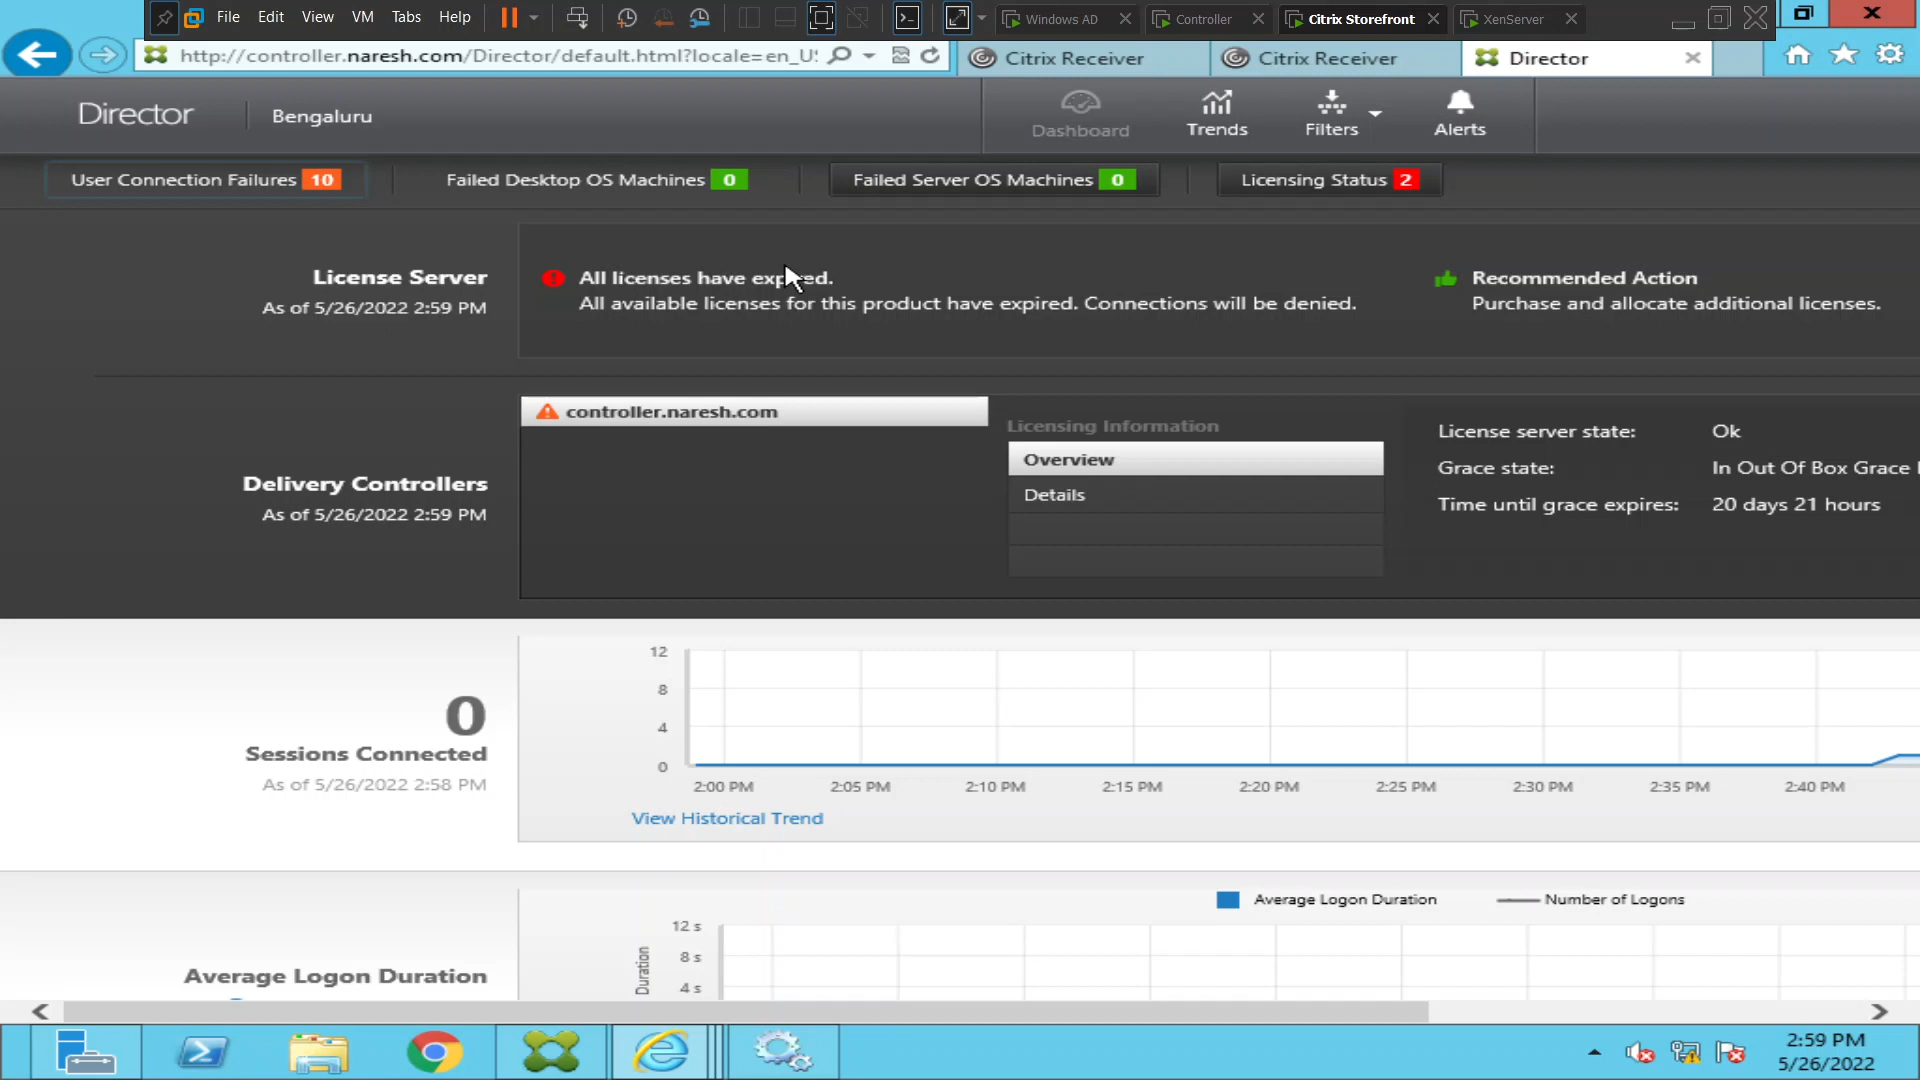 File Edit View VM Tabs Help
Windows AD
Controller
Citrix Storefront
XenServer
http://controller.naresh.com/Director/default.html?locale=en_U
Citrix Receiver
Citrix Receiver
Director
Director
Bengaluru
Dashboard
Trends
Filters
Alerts
User Connection Failures 10
Failed Desktop OS Machines 0
Failed Server OS Machines 0
Licensing Status 2
License Server
As of 5/26/2022 2:59 PM
All licenses have expired.
All available licenses for this product have expired. Connections will be denied.
Recommended Action
Purchase and allocate additional licenses.
Delivery Controllers
As of 5/26/2022 2:59 PM
controller.naresh.com
Licensing Information
Overview
Details
License server state: Ok
Grace state: In Out Of Box Grace
Time until grace expires: 20 days 21 hours
0
Sessions Connected
As of 5/26/2022 2:58 PM
12
8
4
0
2:00 PM 2:05 PM 2:10 PM 2:15 PM 2:20 PM 2:25 PM 2:30 PM 2:35 PM 2:40 PM
View Historical Trend
Average Logon Duration
Number of Logons
Average Logon Duration
Duration
12 s
8 s
4 s
2:59 PM
5/26/2022